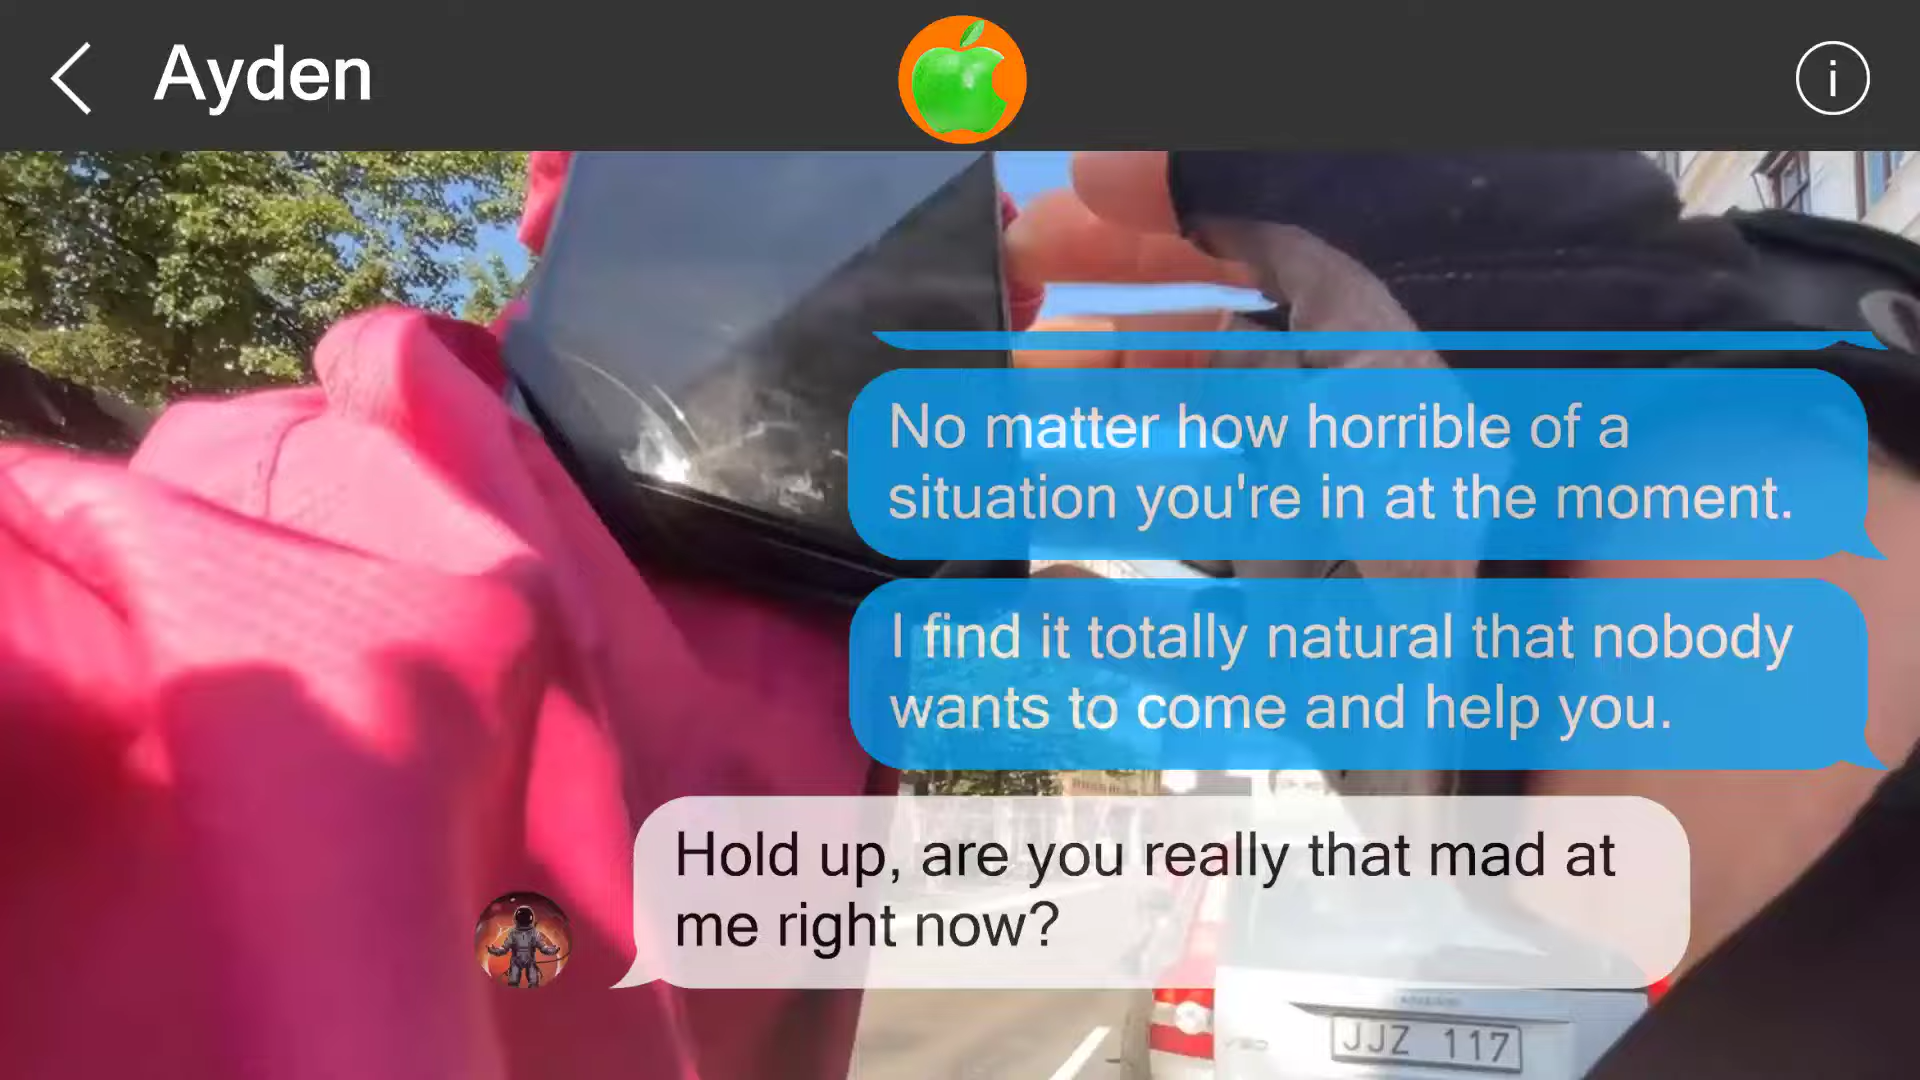 Ayden
No matter how horrible of a
situation you're in at the moment.
I find it totally natural that nobody
wants to come and help you.
Hold up, are you really that mad at
me right now?
JJZ 117